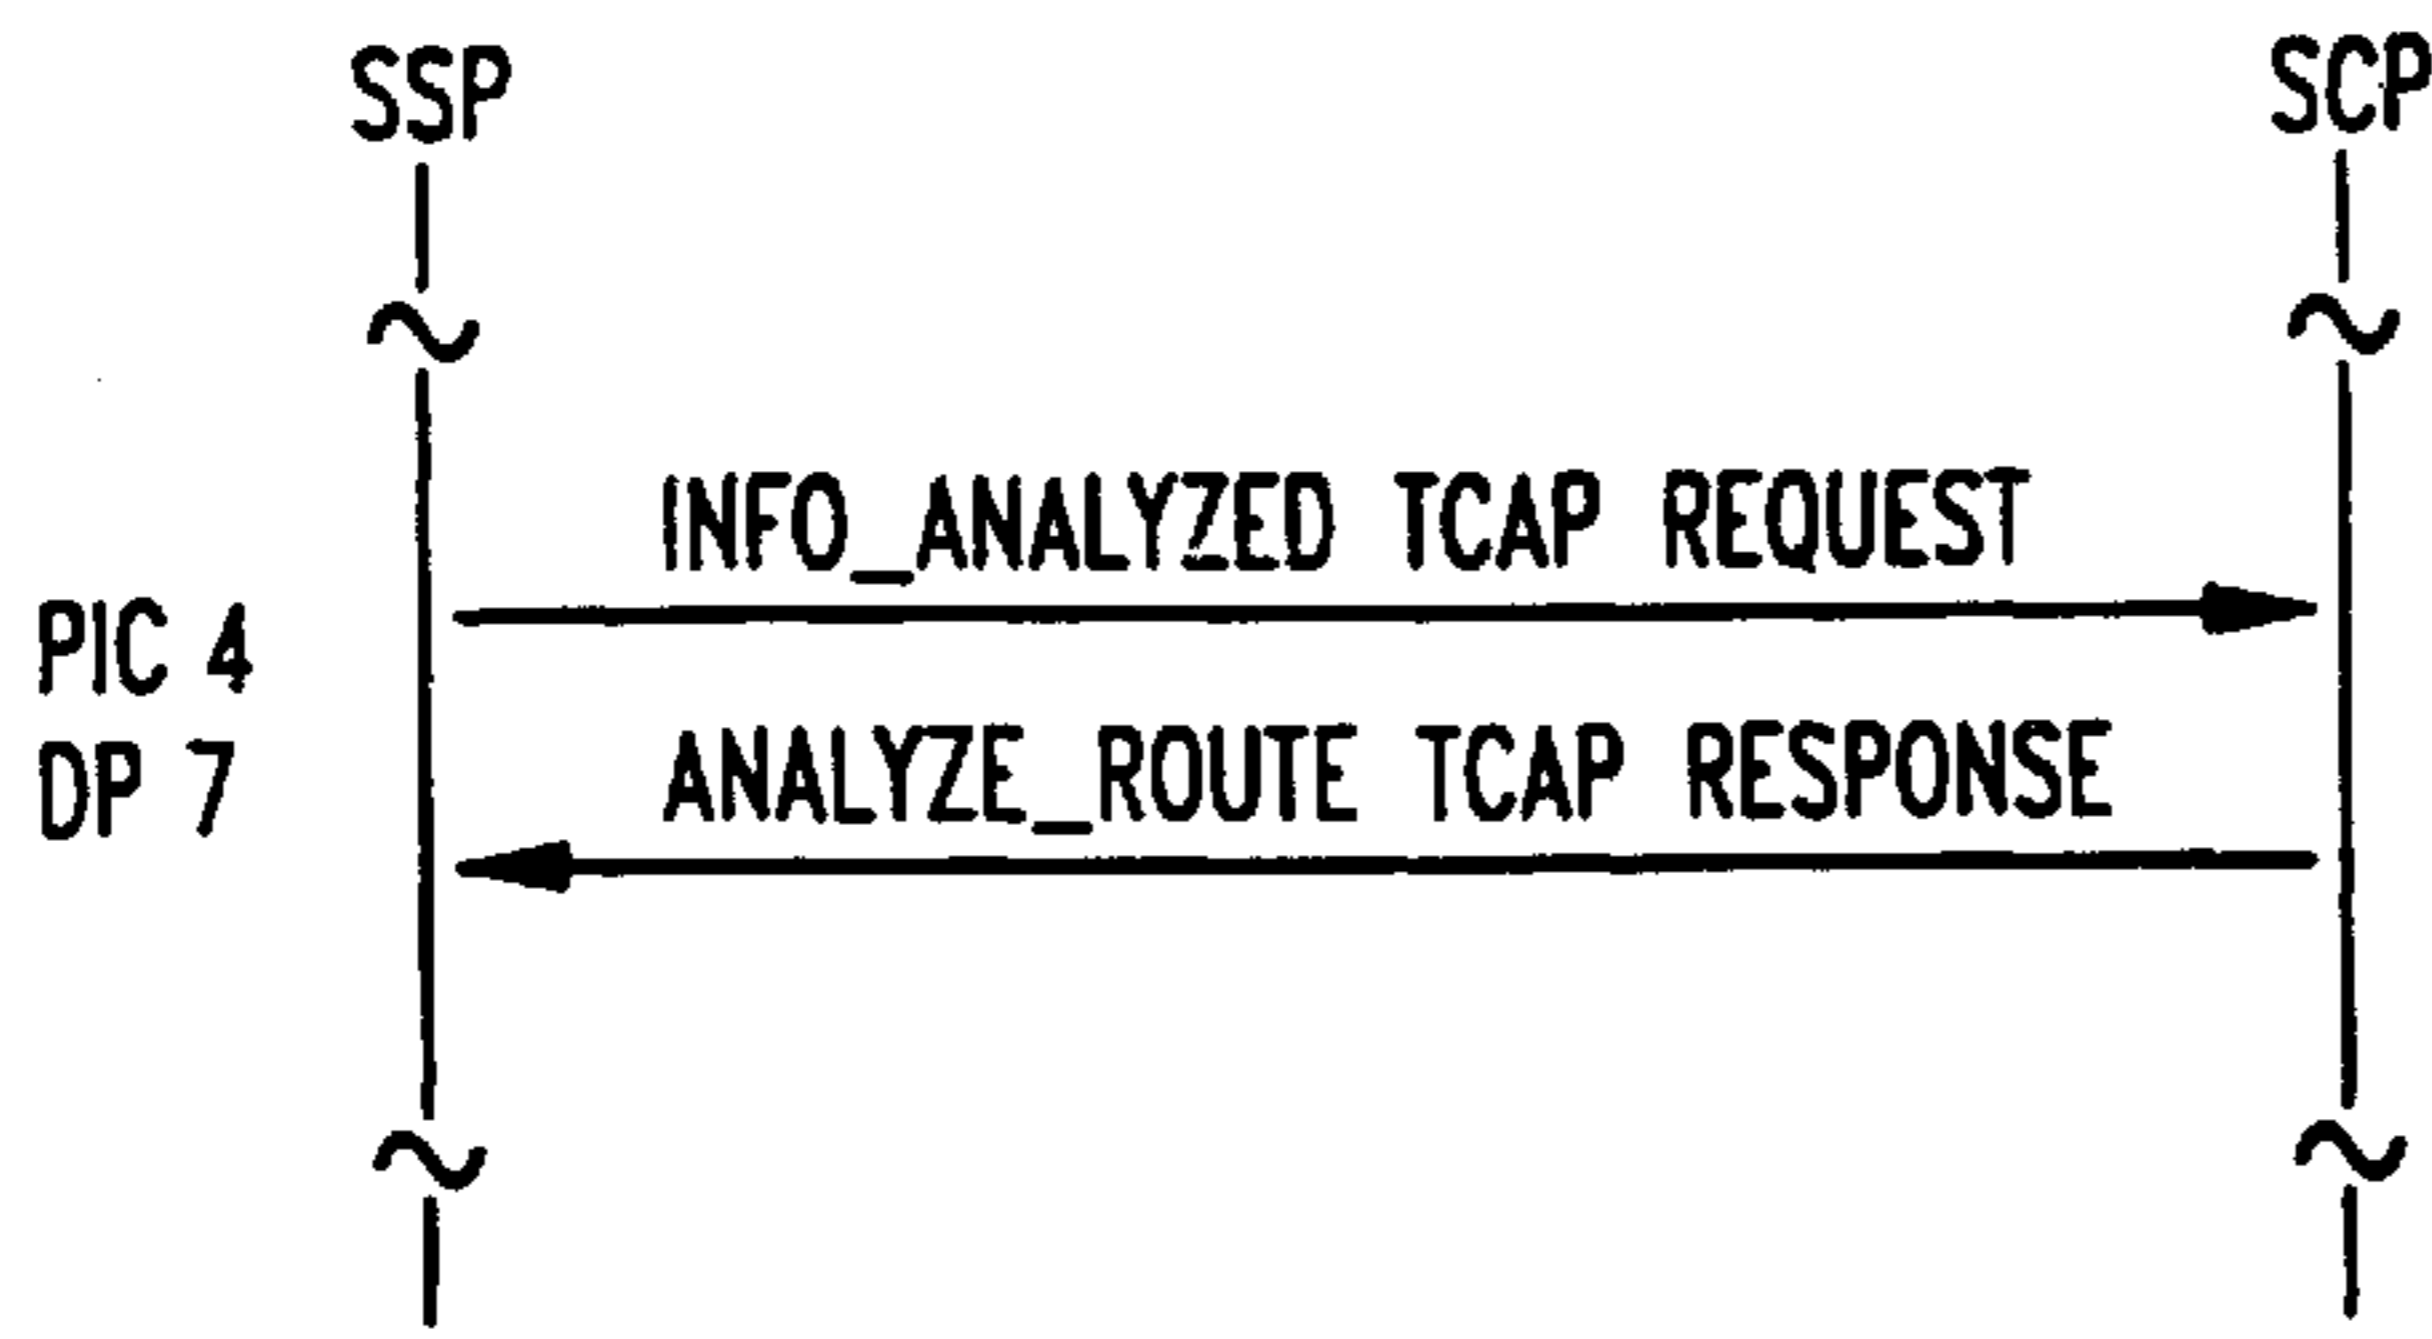 SSP
SCP
INFO_ANALYZED TCAP REQUEST
PIC 4
DP 7
ANALYZE_ROUTE TCAP RESPONSE